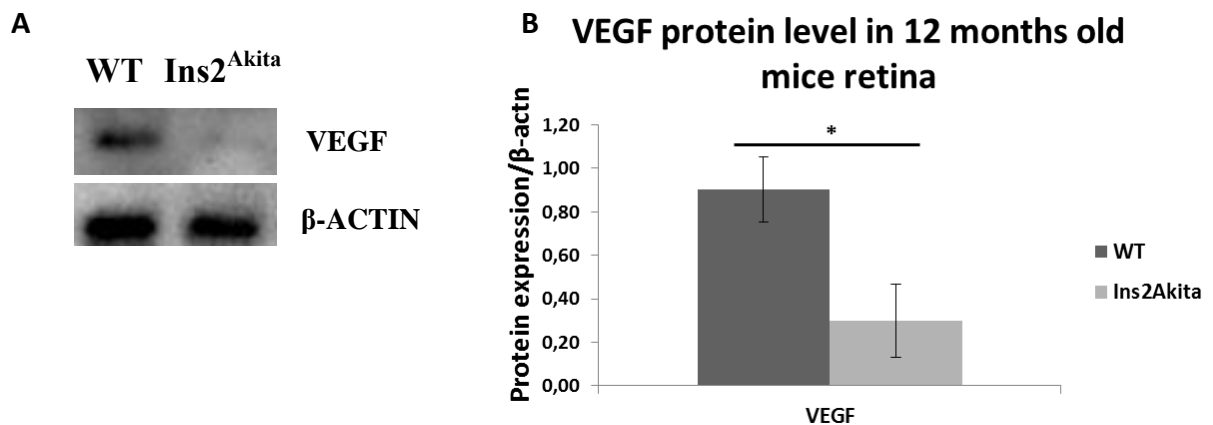 A
WT Ins2Akita
VEGF
β-ACTIN
B
VEGF protein level in 12 months old
mice retina
Protein expression/β-actn
1,20
1,00
0,80
0,60
0,40
0,20
0,00
*
VEGF
WT
Ins2Akita